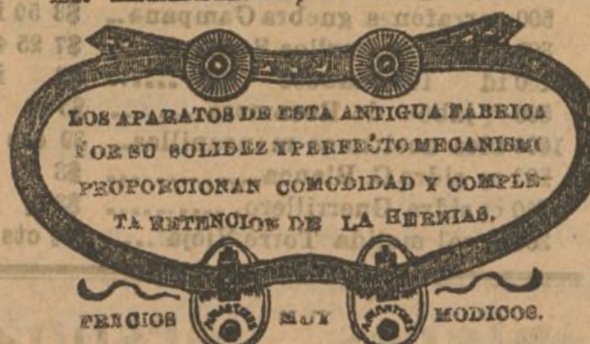 LOS APARATOS DE ESTA ANTIGUA FABRICA
POR SU SOLIDEZ Y PERFECTO MECANISMO
PROPORCIONAN COMODIDAD Y COMPLE-
TA RETENCION DE LA HERNIAS.
PRECIOS MUY MODICOS.